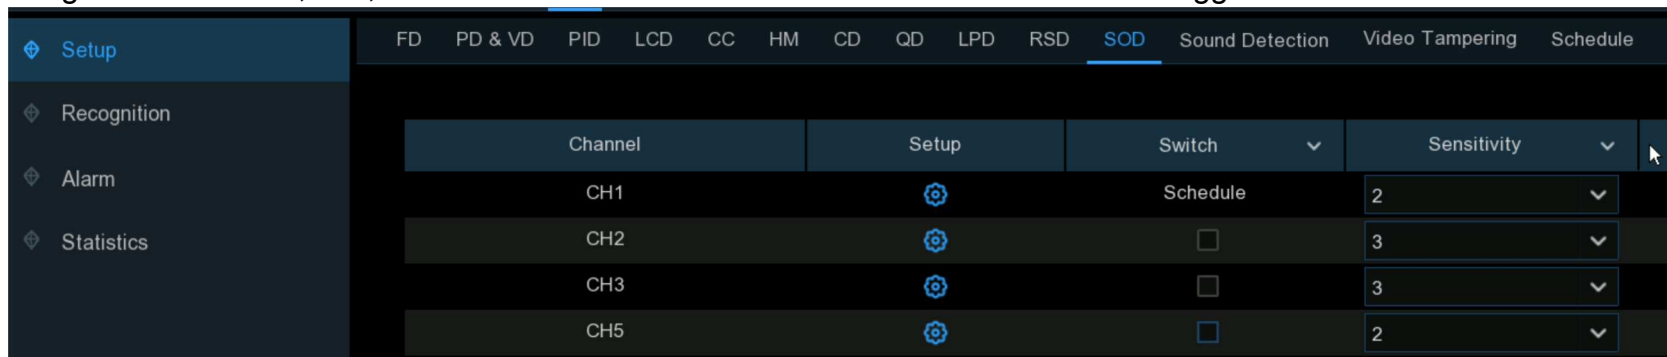 Setup
FD PD & VD PID LCD CC HM CD QD LPD RSD SOD Sound Detection Video Tampering Schedule
Recognition
Alarm
Statistics
Channel Setup Switch Sensitivity
CH1 Schedule 2
CH2 3
CH3 3
CH5 2